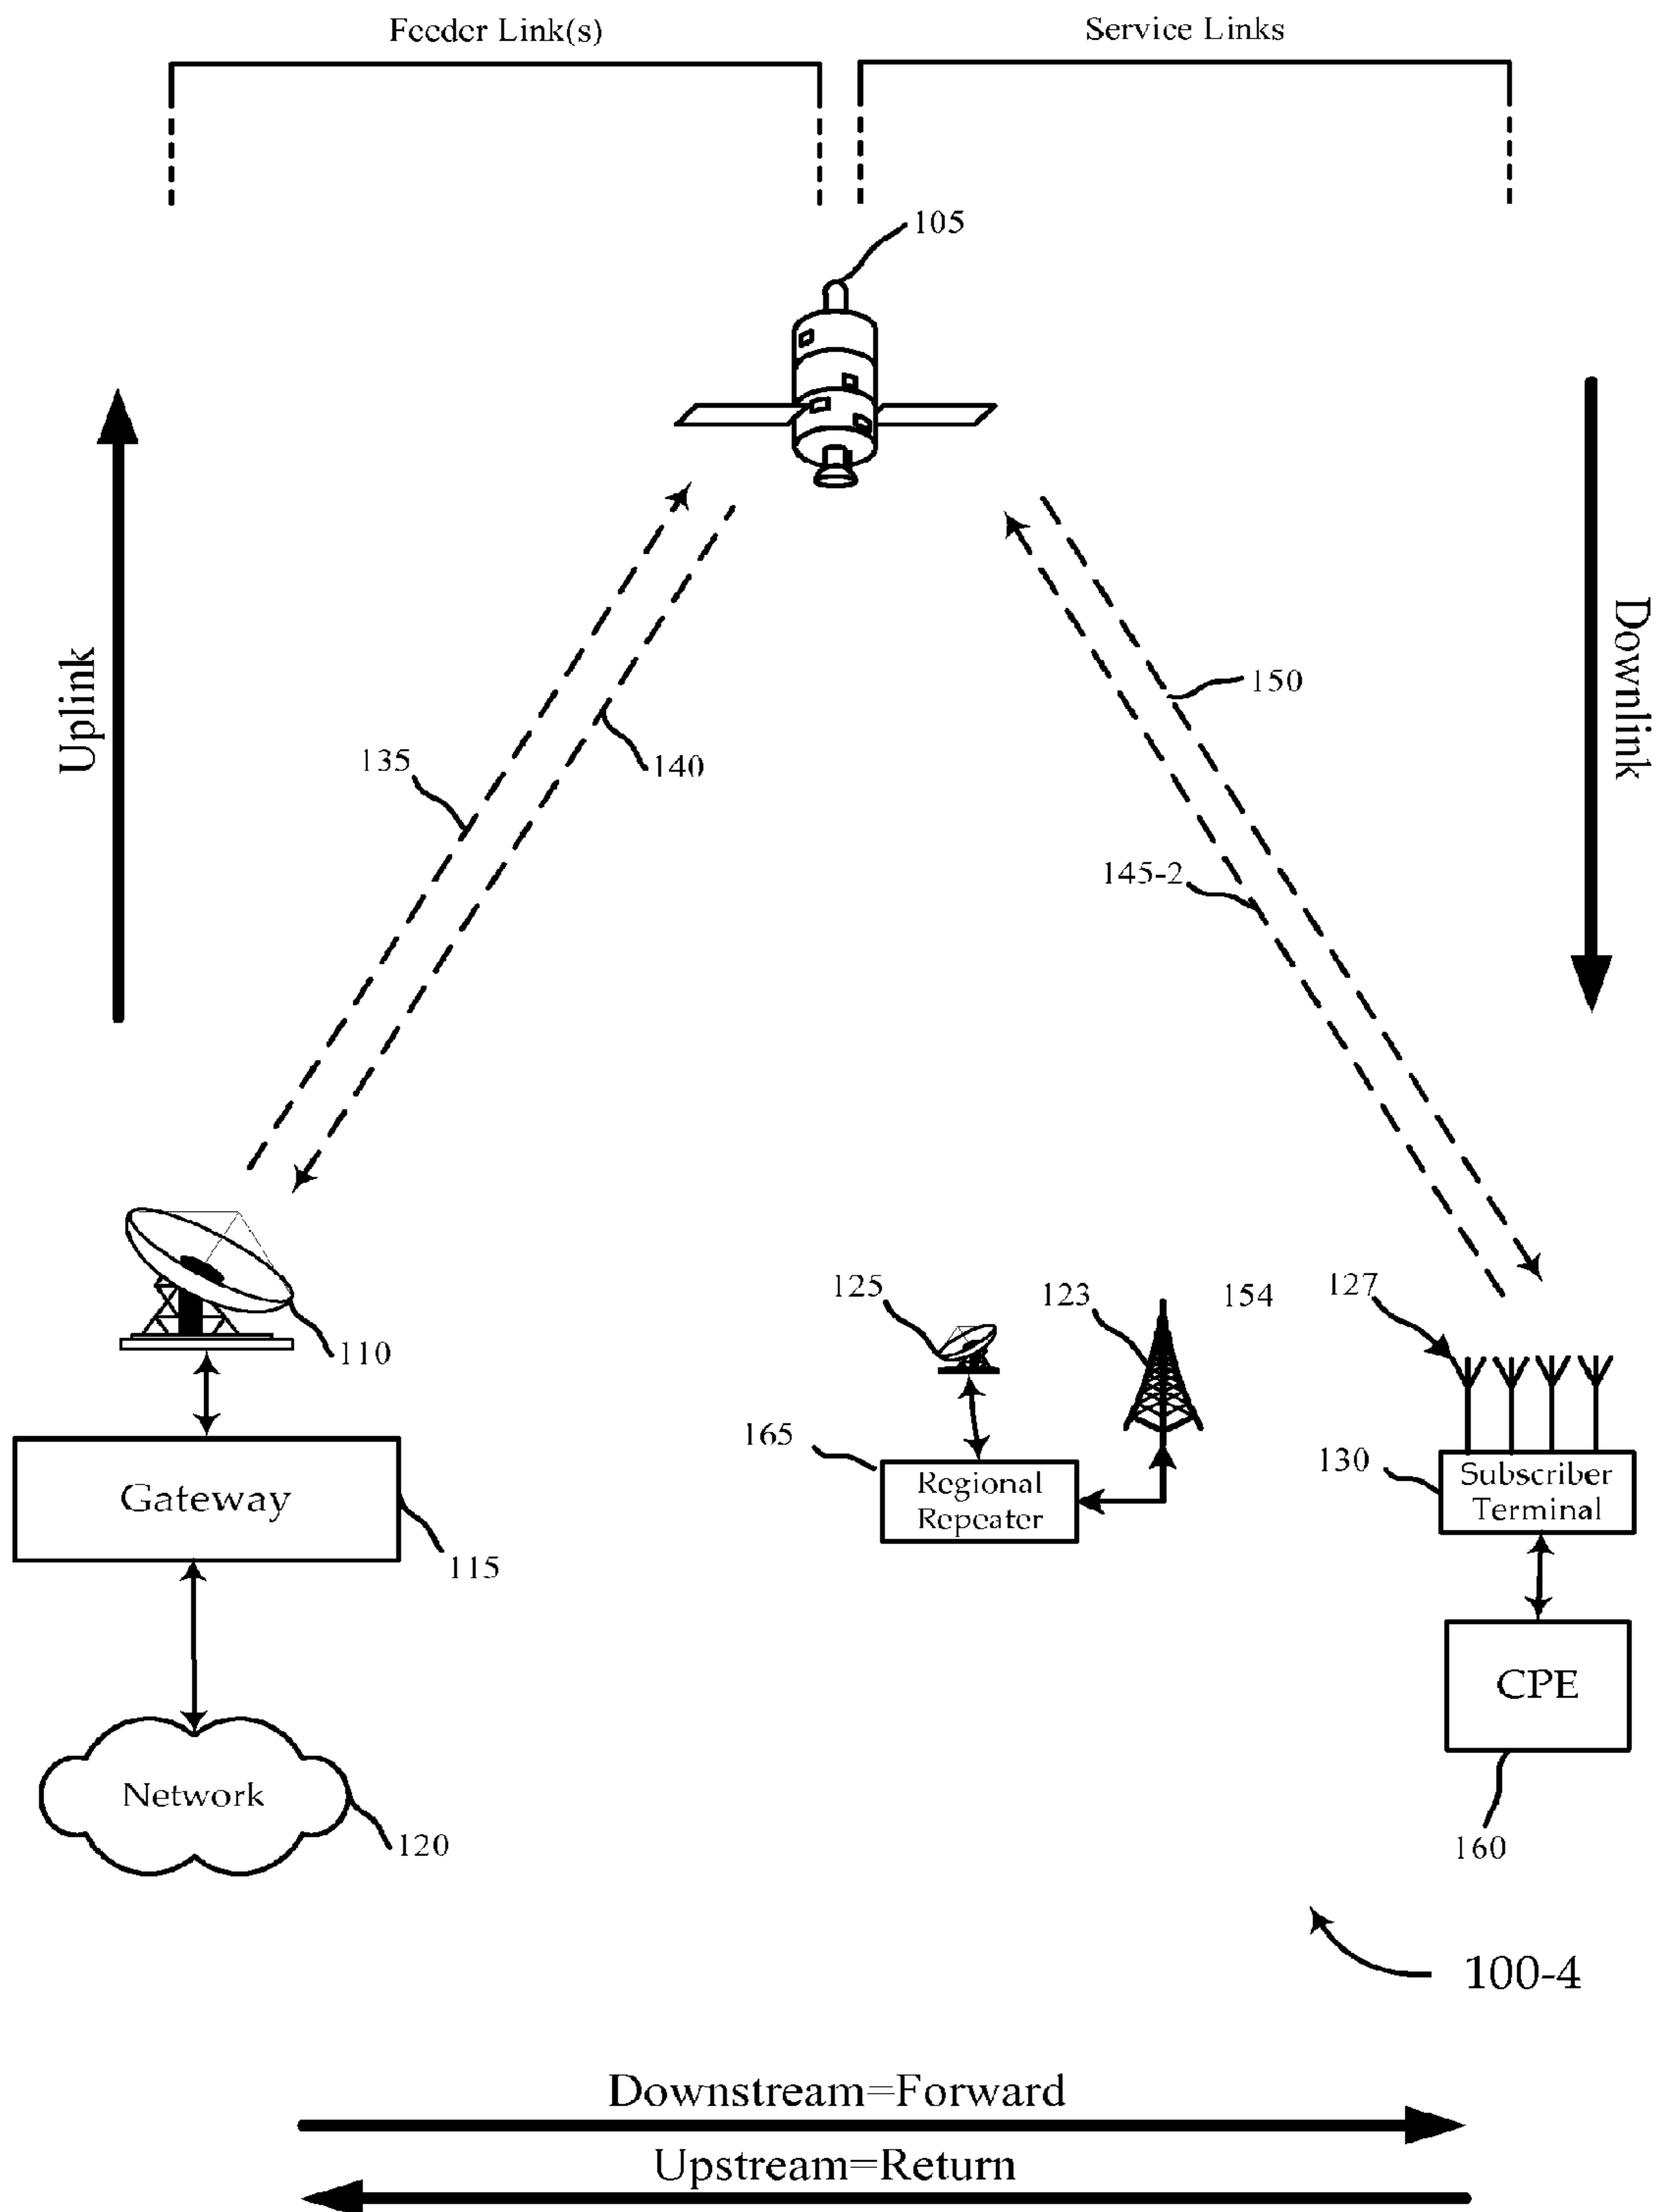 Feeder Link(s)
Service Links
105
Uplink
Downlink
150
135
140
145-2
125
123
154
127
110
165
130
Gateway
Regional
Repeater
Subscriber
Terminal
115
CPE
Network
120
160
100-4
Downstream=Forward
Upstream=Return